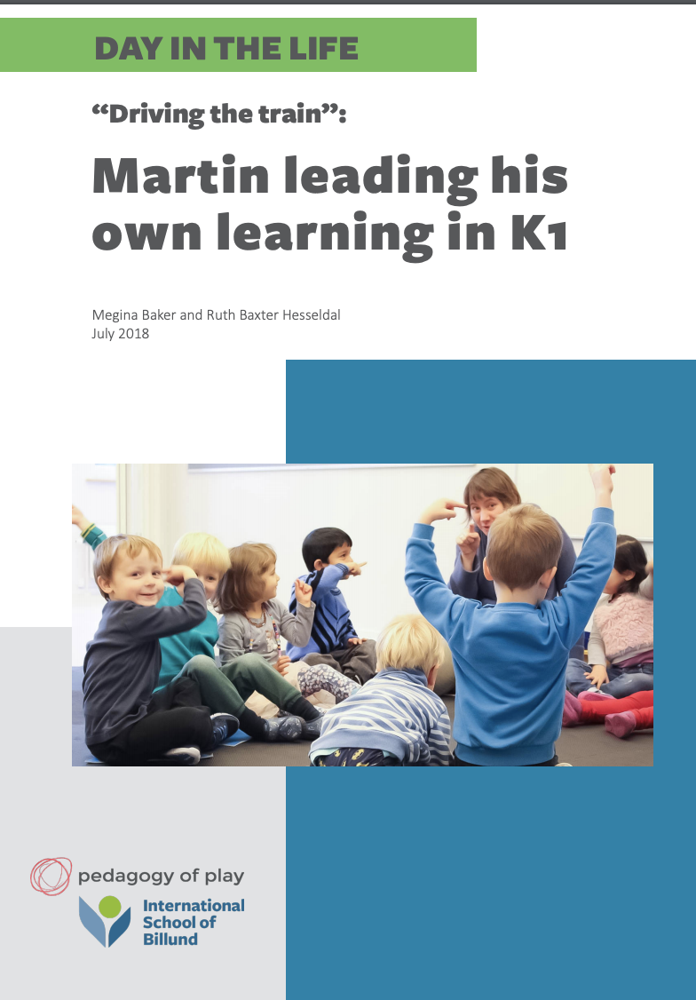 DAY IN THE LIFE
“Driving the train”:
Martin leading his
own learning in K1
Megina Baker and Ruth Baxter Hesseldal
July 2018
pedagogy of play
International
School of
Billund